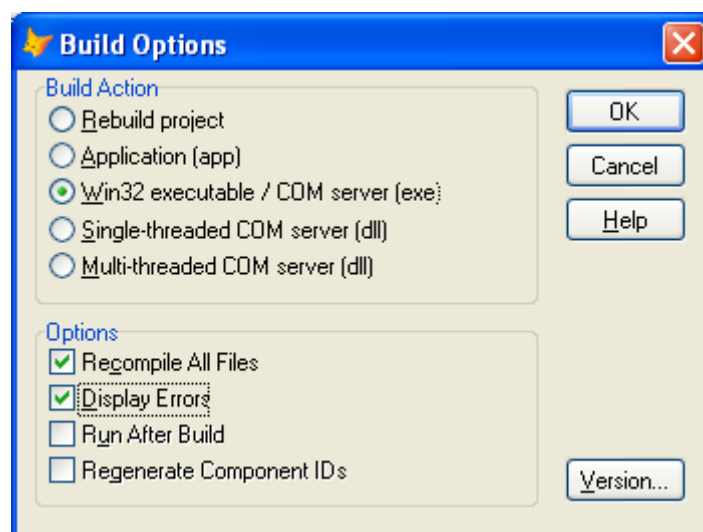 Build Options
Build Action
Rebuild project
OK
Application (app)
Cancel
Win32 executable / COM server (exe)
Help
Single-threaded COM server (dll)
Multi-threaded COM server (dll)
Options
Recompile All Files
Display Errors
Run After Build
Regenerate Component IDs
Version...